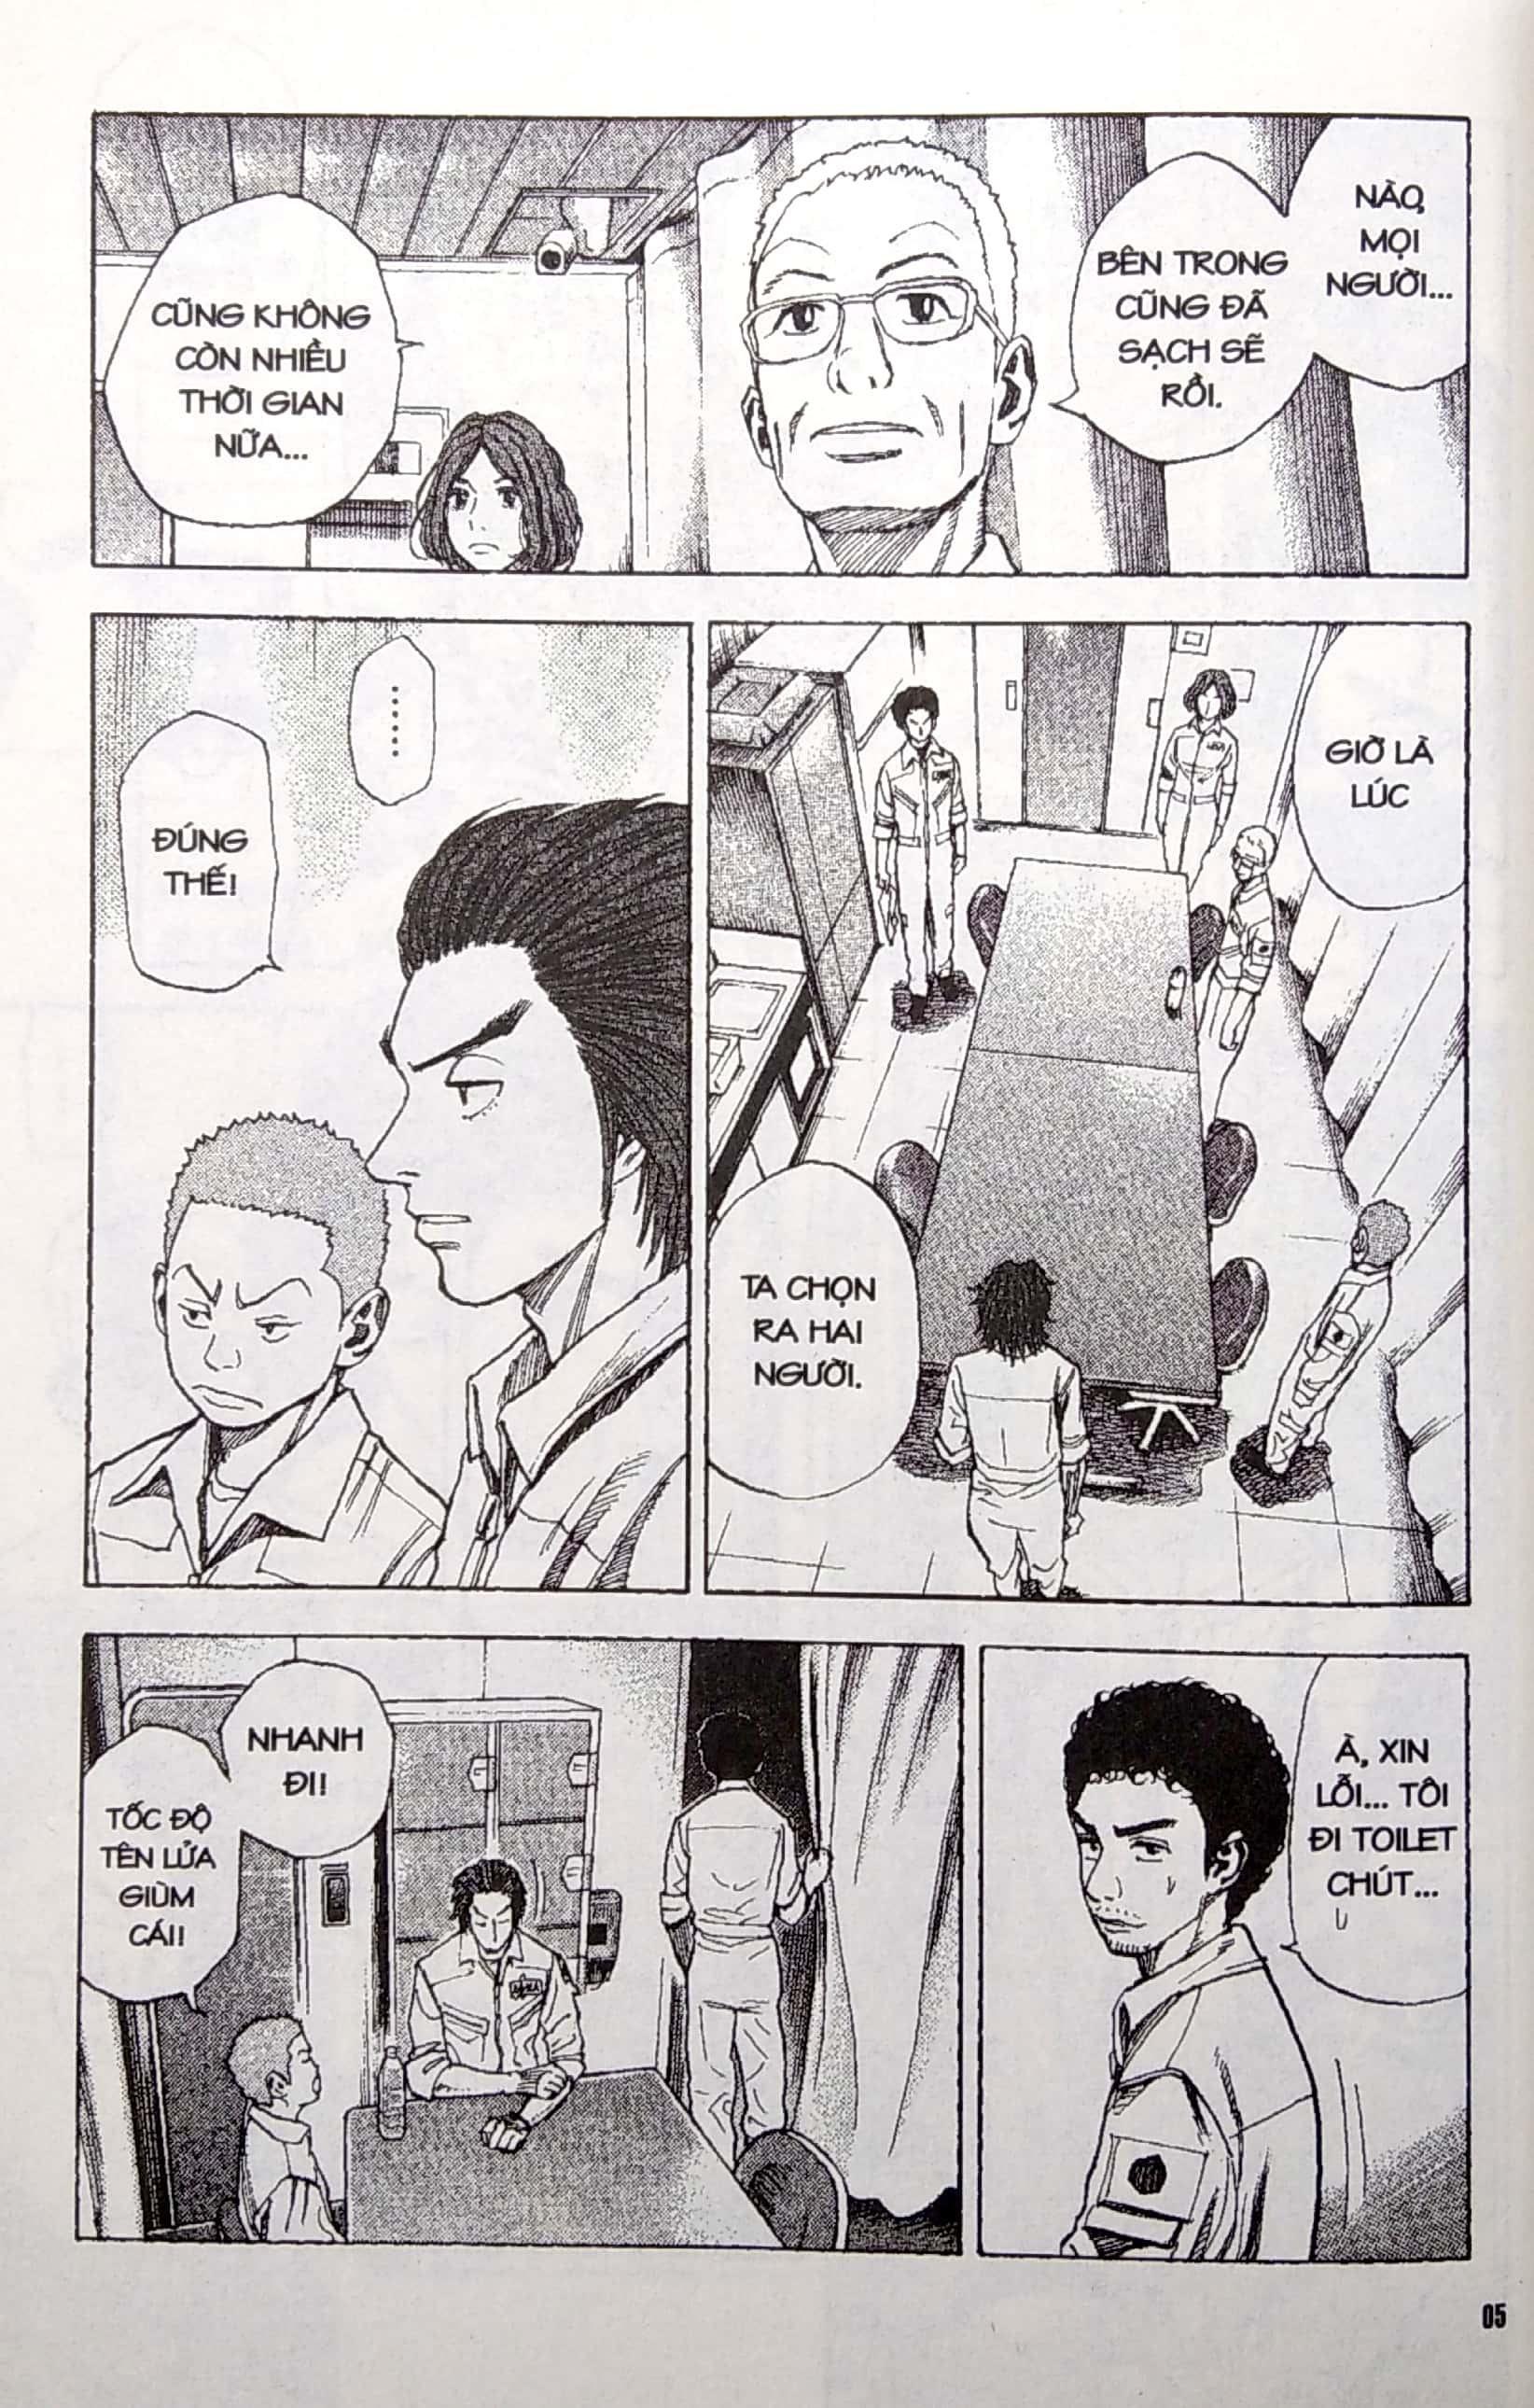 NÀO,
MỌI
NGƯỜI...
BÊN TRONG
CŨNG ĐÃ
SẠCH SẼ
RỒI.
CŨNG KHÔNG
CÒN NHIỀU
THỜI GIAN
NỮA...
GIỜ LÀ
LÚC
TA CHỌN
RA HAI
NGƯỜI.
......
ĐÚNG
THẾ!
À, XIN
LỖI... TÔI
ĐI TOILET
CHÚT...
NHANH
ĐI!
TỐC ĐỘ
TÊN LỬA
GIÙM
CÁI!
05